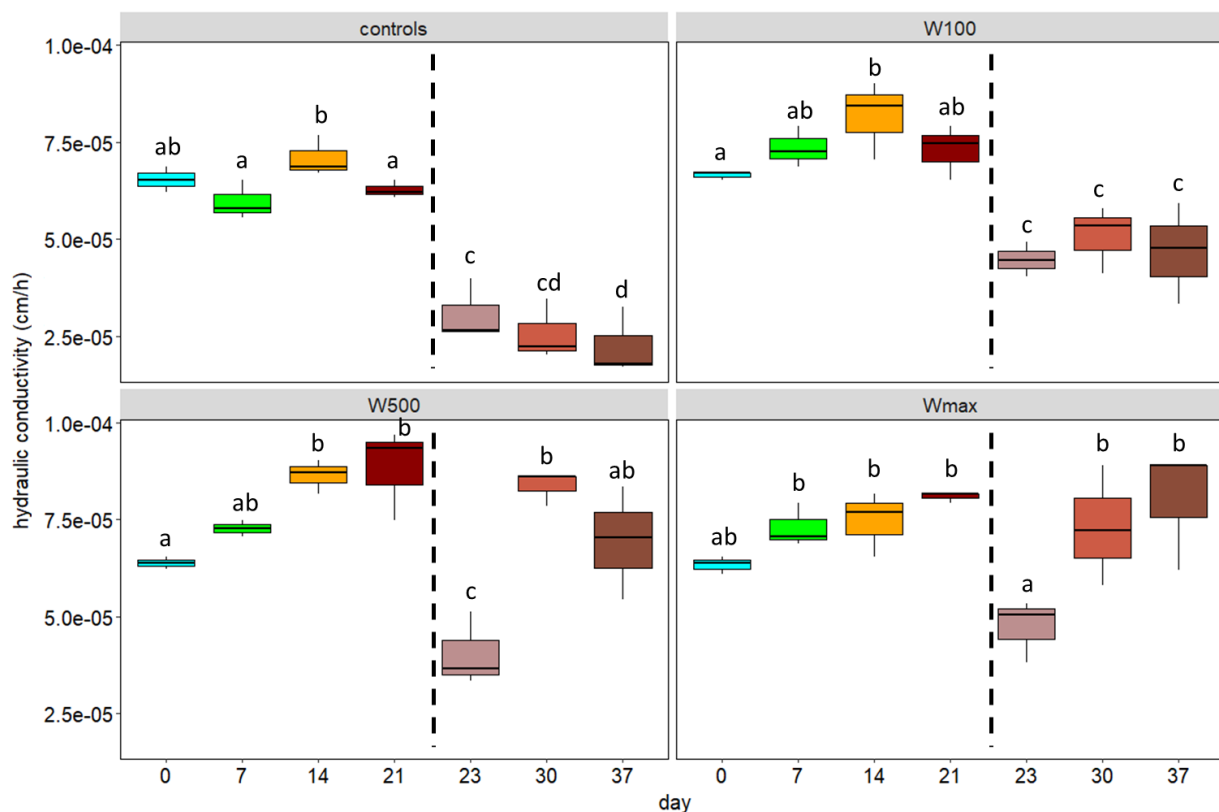 controls
W100
1.0e-04
7.5e-05
5.0e-05
2.5e-05
ab
a
b
a
c
cd
d
a
ab
b
ab
c
c
c
hydraulic conductivity (cm/h)
W500
Wmax
1.0e-04
7.5e-05
5.0e-05
2.5e-05
a
ab
b
b
c
b
ab
ab
b
b
b
a
b
b
0 7 14 21 23 30 37
0 7 14 21 23 30 37
day